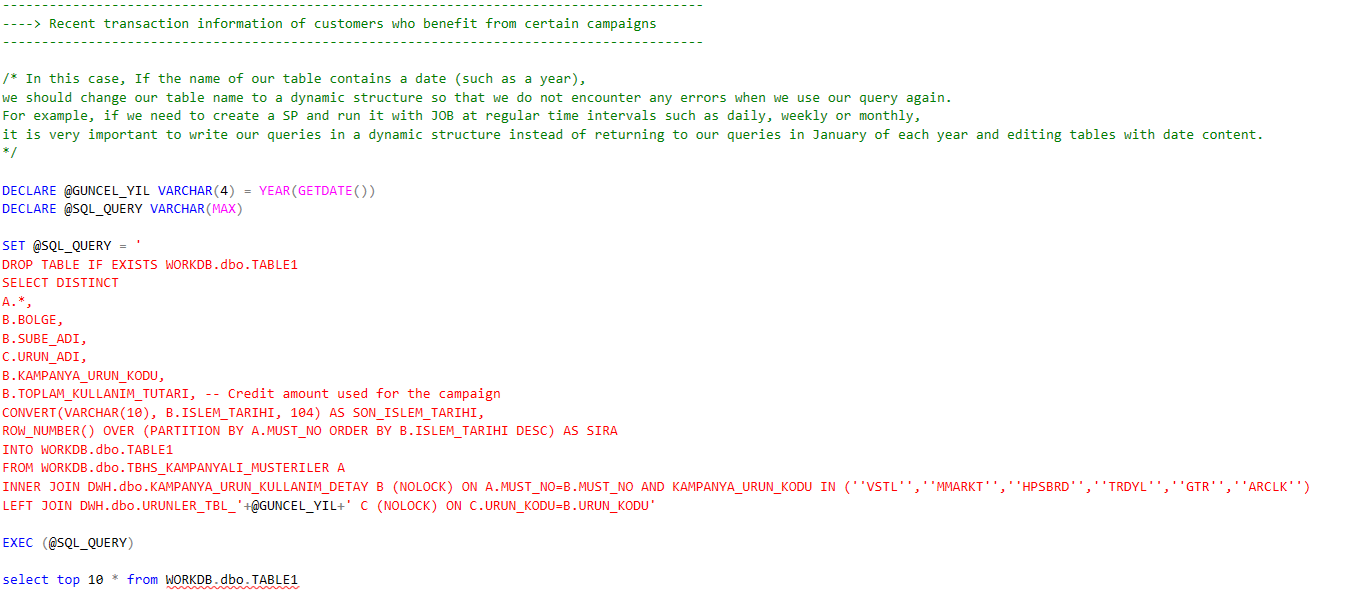 ------------------------------------------------------------------------------------------
----> Recent transaction information of customers who benefit from certain campaigns
------------------------------------------------------------------------------------------
/* In this case, If the name of our table contains a date (such as a year),
we should change our table name to a dynamic structure so that we do not encounter any errors when we use our query again.
For example, if we need to create a SP and run it with JOB at regular time intervals such as daily, weekly or monthly,
it is very important to write our queries in a dynamic structure instead of returning to our queries in January of each year and editing tables with date content.
*/
DECLARE @GUNCEL_YIL VARCHAR(4) = YEAR(GETDATE())
DECLARE @SQL_QUERY VARCHAR(MAX)
SET @SQL_QUERY = '
DROP TABLE IF EXISTS WORKDB.dbo.TABLE1
SELECT DISTINCT
A.*,
B.BOLGE,
B.SUBE_ADI,
C.URUN_ADI,
B.KAMPANYA_URUN_KODU,
B.TOPLAM_KULLANIM_TUTARI, -- Credit amount used for the campaign
CONVERT(VARCHAR(10), B.ISLEM_TARIHI, 104) AS SON_ISLEM_TARIHI,
ROW_NUMBER() OVER (PARTITION BY A.MUST_NO ORDER BY B.ISLEM_TARIHI DESC) AS SIRA
INTO WORKDB.dbo.TABLE1
FROM WORKDB.dbo.TBHS_KAMPANYALI_MUSTERILER A
INNER JOIN DWH.dbo.KAMPANYA_URUN_KULLANIM_DETAY B (NOLOCK) ON A.MUST_NO=B.MUST_NO AND KAMPANYA_URUN_KODU IN (''VSTL'',''MMARKT'',''HPSBRD'',''TRDYL'',''GTR'',''ARCLK'')
LEFT JOIN DWH.dbo.URUNLER_TBL_'+@GUNCEL_YIL+' C (NOLOCK) ON C.URUN_KODU=B.URUN_KODU'
EXEC (@SQL_QUERY)
select top 10 * from WORKDB.dbo.TABLE1